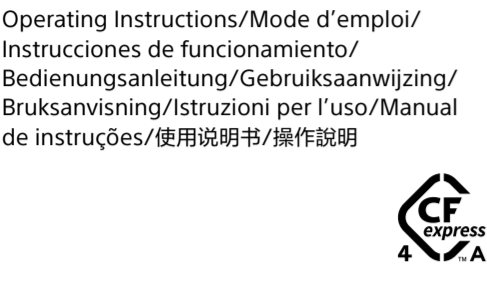 Operating Instructions/Mode d’emploi/
Instrucciones de funcionamiento/
Bedienungsanleitung/Gebruiksaanwijzing/
Bruksanvisning/Istruzioni per l’uso/Manual
de instruções/使用说明书/操作說明
CF
express
4 ™ A